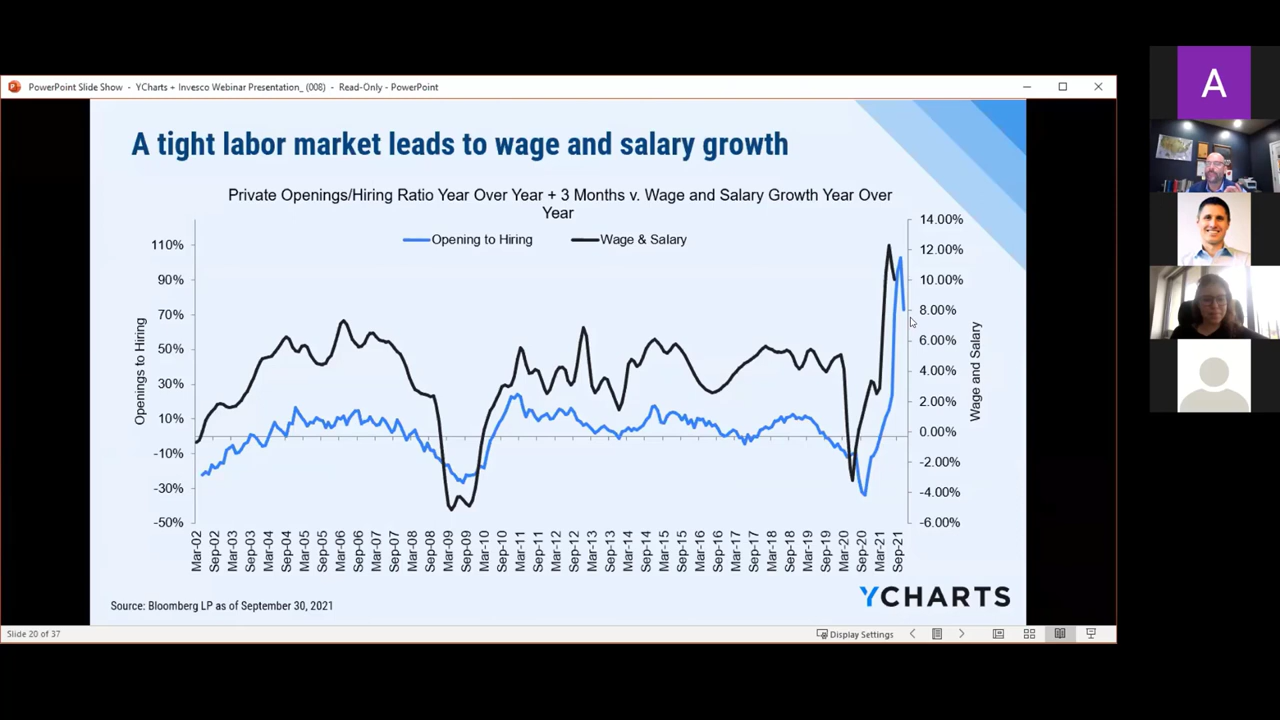 PowerPoint Slide Show - YCharts + Invesco Webinar Presentation_ (008) - Read-Only - PowerPoint
A
A tight labor market leads to wage and salary growth
Private Openings/Hiring Ratio Year Over Year + 3 Months v. Wage and Salary Growth Year Over
Year
Opening to Hiring
Wage & Salary
Openings to Hiring
110%
90%
70%
50%
30%
10%
-10%
-30%
-50%
14.00%
12.00%
10.00%
8.00%
6.00%
4.00%
2.00%
0.00%
-2.00%
-4.00%
-6.00%
Wage and Salary
Mar-02
Sep-02
Mar-03
Sep-03
Mar-04
Sep-04
Mar-05
Sep-05
Mar-06
Sep-06
Mar-07
Sep-07
Mar-08
Sep-08
Mar-09
Sep-09
Mar-10
Sep-10
Mar-11
Sep-11
Mar-12
Sep-12
Mar-13
Sep-13
Mar-14
Sep-14
Mar-15
Sep-15
Mar-16
Sep-16
Mar-17
Sep-17
Mar-18
Sep-18
Mar-19
Sep-19
Mar-20
Sep-20
Mar-21
Sep-21
Source: Bloomberg LP as of September 30, 2021
YCHARTS
Slide 20 of 37
Display Settings